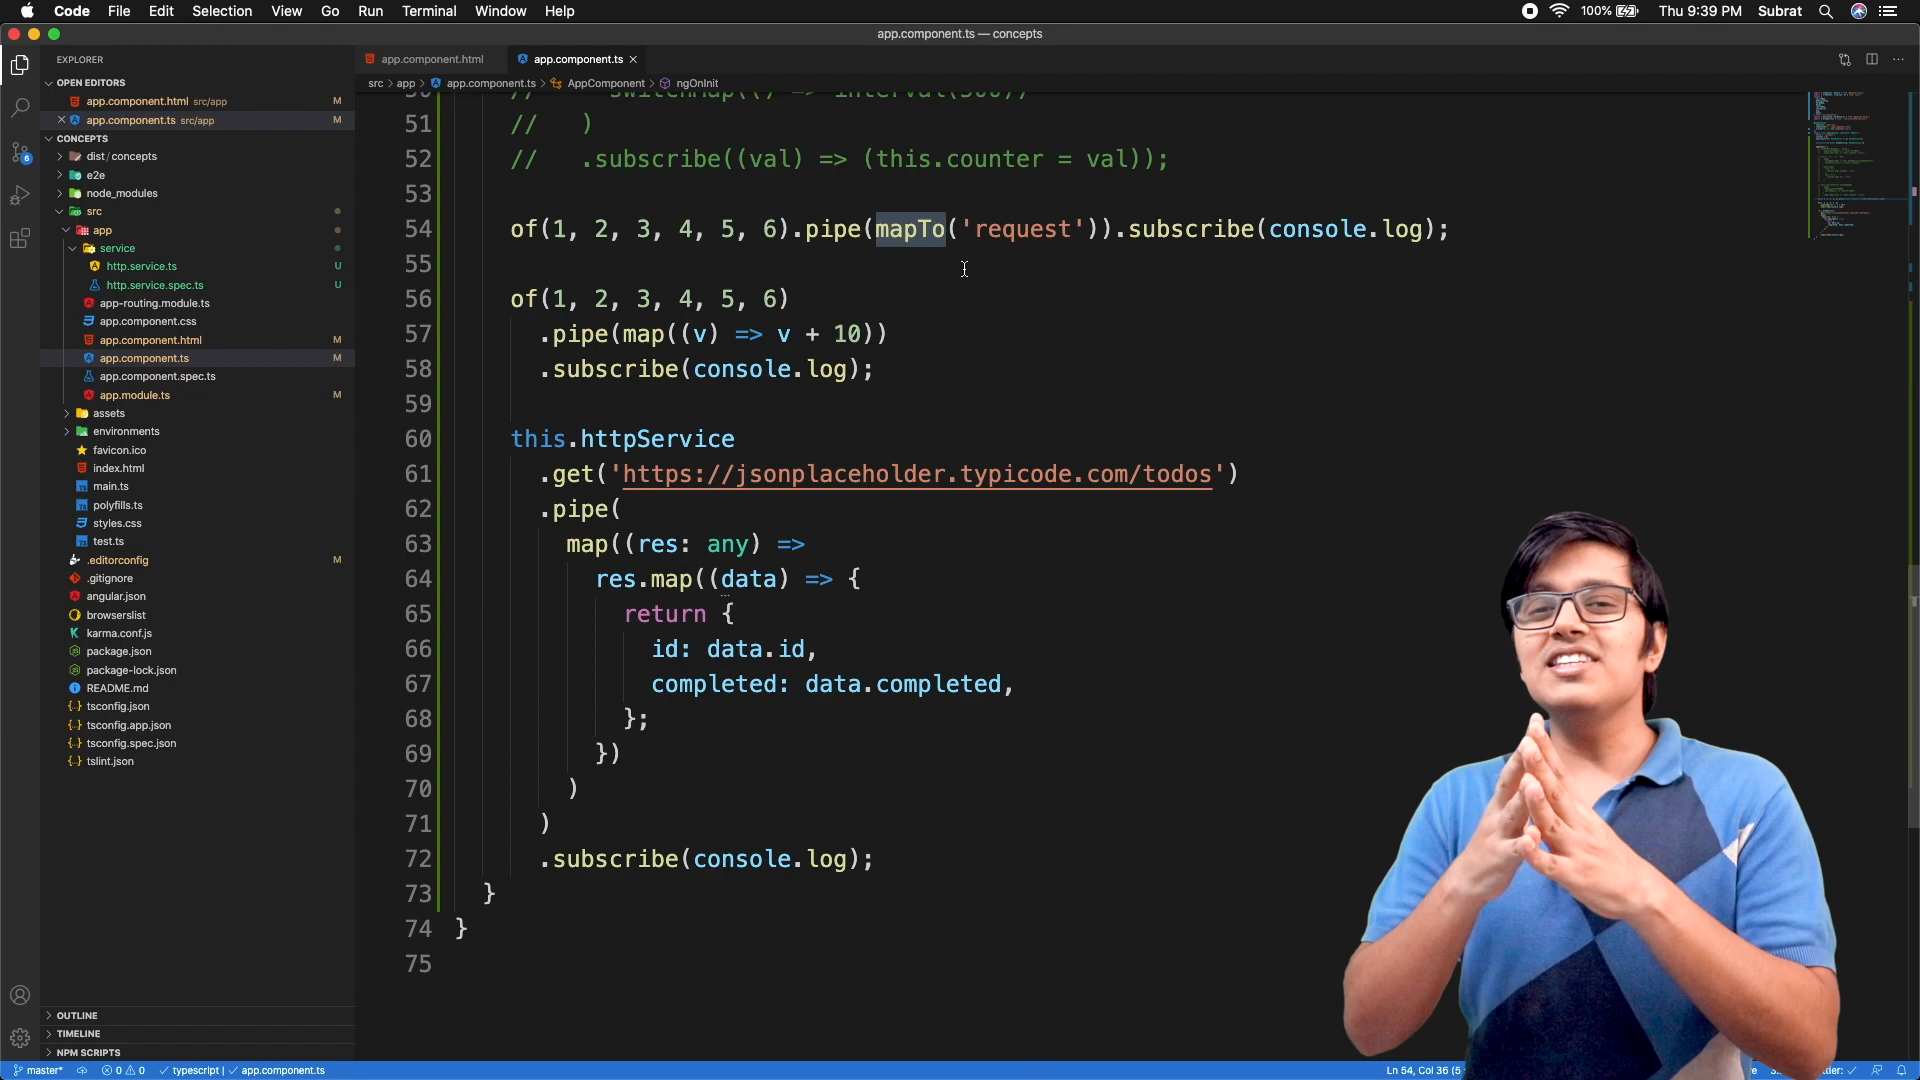 Code File Edit Selection View Go Run Terminal Window Help
100% Thu 9:39 PM Subrat
app.component.ts — concepts
EXPLORER
app.component.html
app.component.ts
src > app > app.component.ts > AppComponent > ngOnInit
OPEN EDITORS
app.component.html src/app M
app.component.ts src/app M
CONCEPTS
dist/concepts
e2e
node_modules
src
app
service
http.service.ts U
http.service.spec.ts U
app-routing.module.ts
app.component.css
app.component.html M
app.component.ts M
app.component.spec.ts
app.module.ts M
assets
environments
favicon.ico
index.html
main.ts
polyfills.ts
styles.css
test.ts
.editorconfig M
.gitignore
angular.json
browserslist
karma.conf.js
package.json
package-lock.json
README.md
tsconfig.json
tsconfig.app.json
tsconfig.spec.json
tslint.json
OUTLINE
TIMELINE
NPM SCRIPTS
50 // switchMap(() => interval(500))
51 // )
52 // .subscribe((val) => (this.counter = val));
53
54 of(1, 2, 3, 4, 5, 6).pipe(mapTo('request')).subscribe(console.log);
55
56 of(1, 2, 3, 4, 5, 6)
57 .pipe(map((v) => v + 10))
58 .subscribe(console.log);
59
60 this.httpService
61 .get('https://jsonplaceholder.typicode.com/todos')
62 .pipe(
63 map((res: any) =>
64 res.map((data) => {
65 return {
66 id: data.id,
67 completed: data.completed,
68 };
69 })
70 )
71 )
72 .subscribe(console.log);
73 }
74 }
75
6
master* 0 0 typescript | app.component.ts Ln 54, Col 36 (5